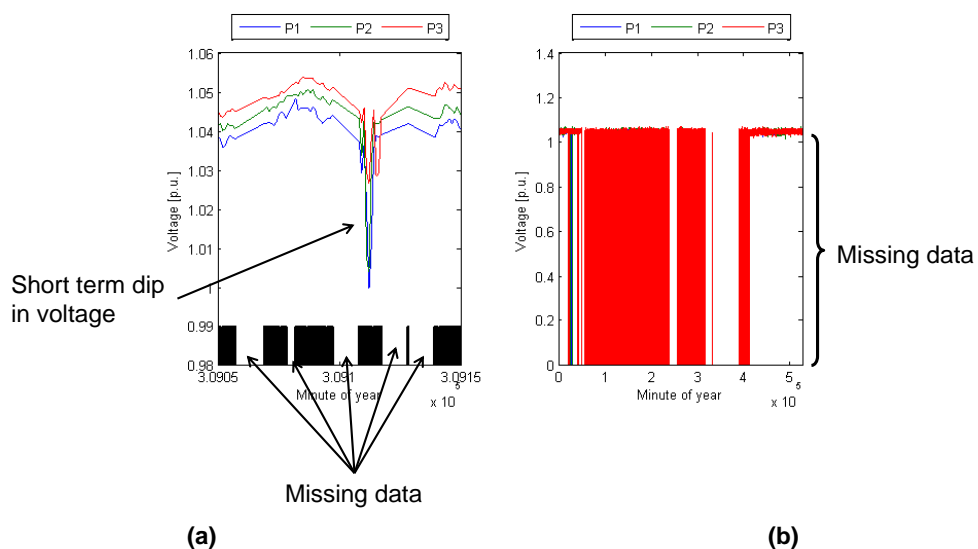 P1 P2 P3
1.06
1.05
1.04
1.03
1.02
1.01
1
0.99
0.98
Voltage [p.u.]
3.0905 3.091 3.0915
Minute of year
x 10^5
Short term dip
in voltage
Missing data
(a)
P1 P2 P3
1.4
1.2
1
0.8
0.6
0.4
0.2
0
Voltage [p.u.]
0 1 2 3 4 5
Minute of year
x 10^5
Missing data
(b)